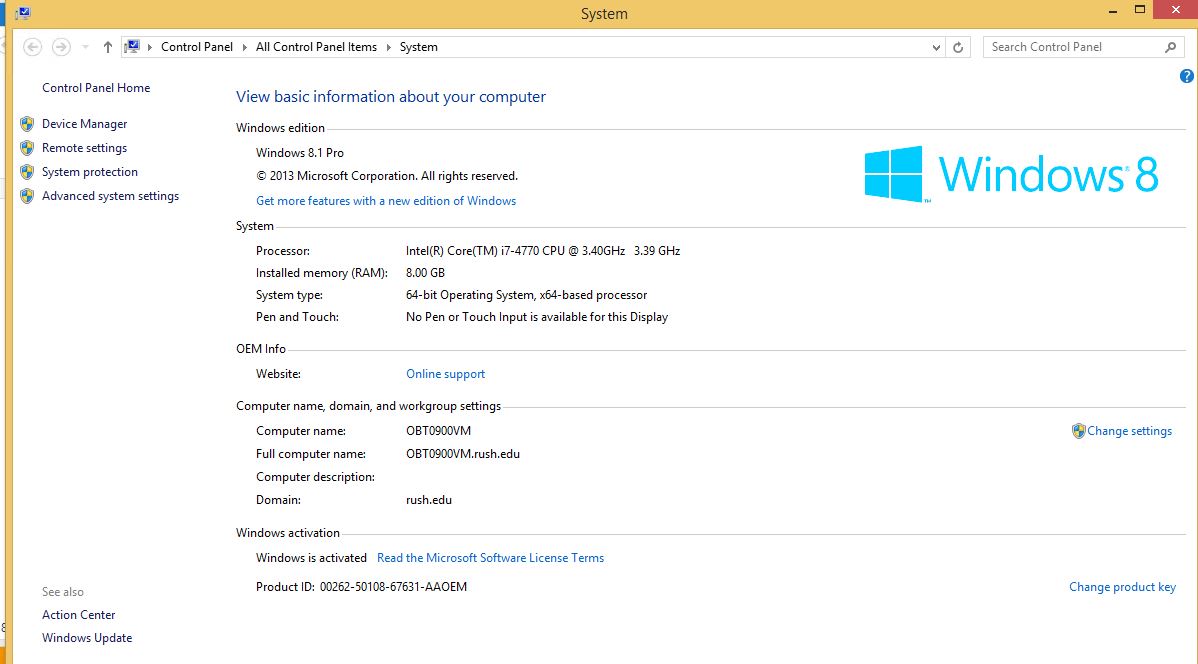 System
Control Panel All Control Panel Items System
Search Control Panel
?
Control Panel Home
Device Manager
Remote settings
System protection
Advanced system settings
View basic information about your computer
Windows edition
Windows 8.1 Pro
© 2013 Microsoft Corporation. All rights reserved.
Get more features with a new edition of Windows
Windows® 8
™
System
Processor: Intel(R) Core(TM) i7-4770 CPU @ 3.40GHz 3.39 GHz
Installed memory (RAM): 8.00 GB
System type: 64-bit Operating System, x64-based processor
Pen and Touch: No Pen or Touch Input is available for this Display
OEM Info
Website: Online support
Computer name, domain, and workgroup settings
Computer name: OBT0900VM
Change settings
Full computer name: OBT0900VM.rush.edu
Computer description:
Domain: rush.edu
Windows activation
Windows is activated Read the Microsoft Software License Terms
Product ID: 00262-50108-67631-AAOEM
Change product key
See also
Action Center
Windows Update